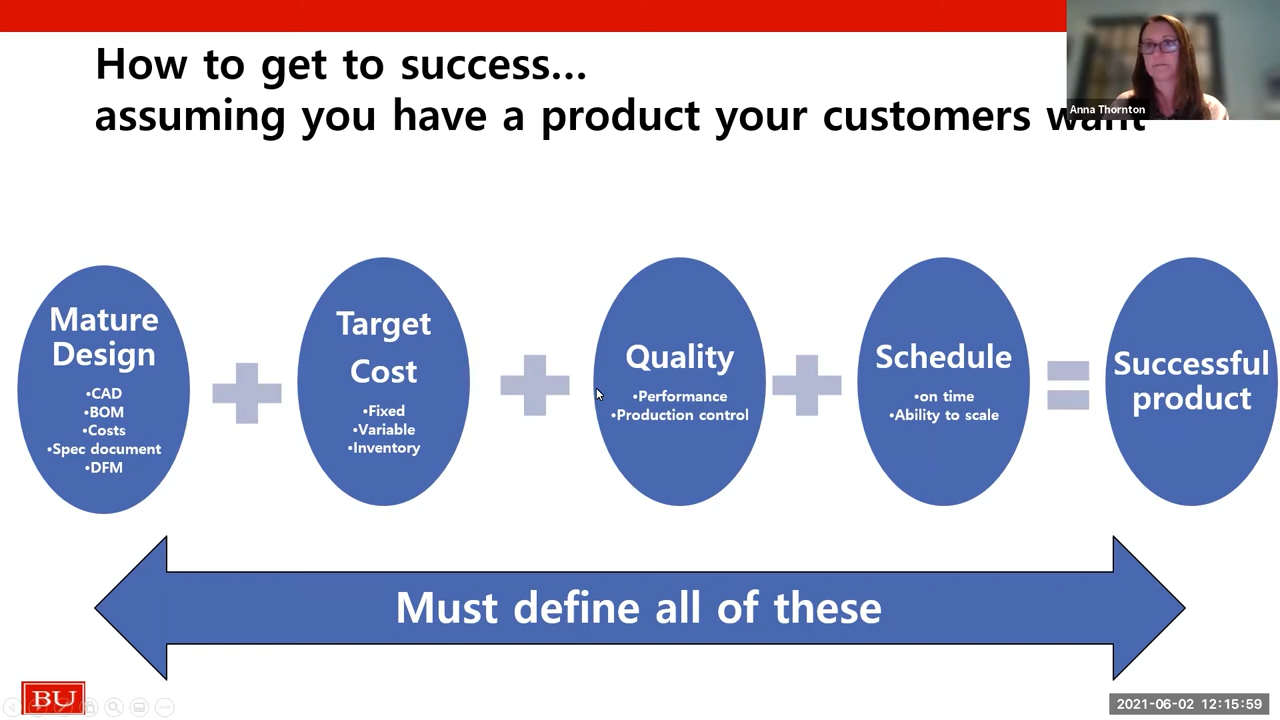 How to get to success...
assuming you have a product your customers want
Anna Thornton
Mature
Design
•CAD
•BOM
•Costs
•Spec document
•DFM
Target
Cost
•Fixed
•Variable
•Inventory
Quality
•Performance
•Production control
Schedule
•on time
•Ability to scale
Successful
product
Must define all of these
BU
2021-06-02 12:15:59